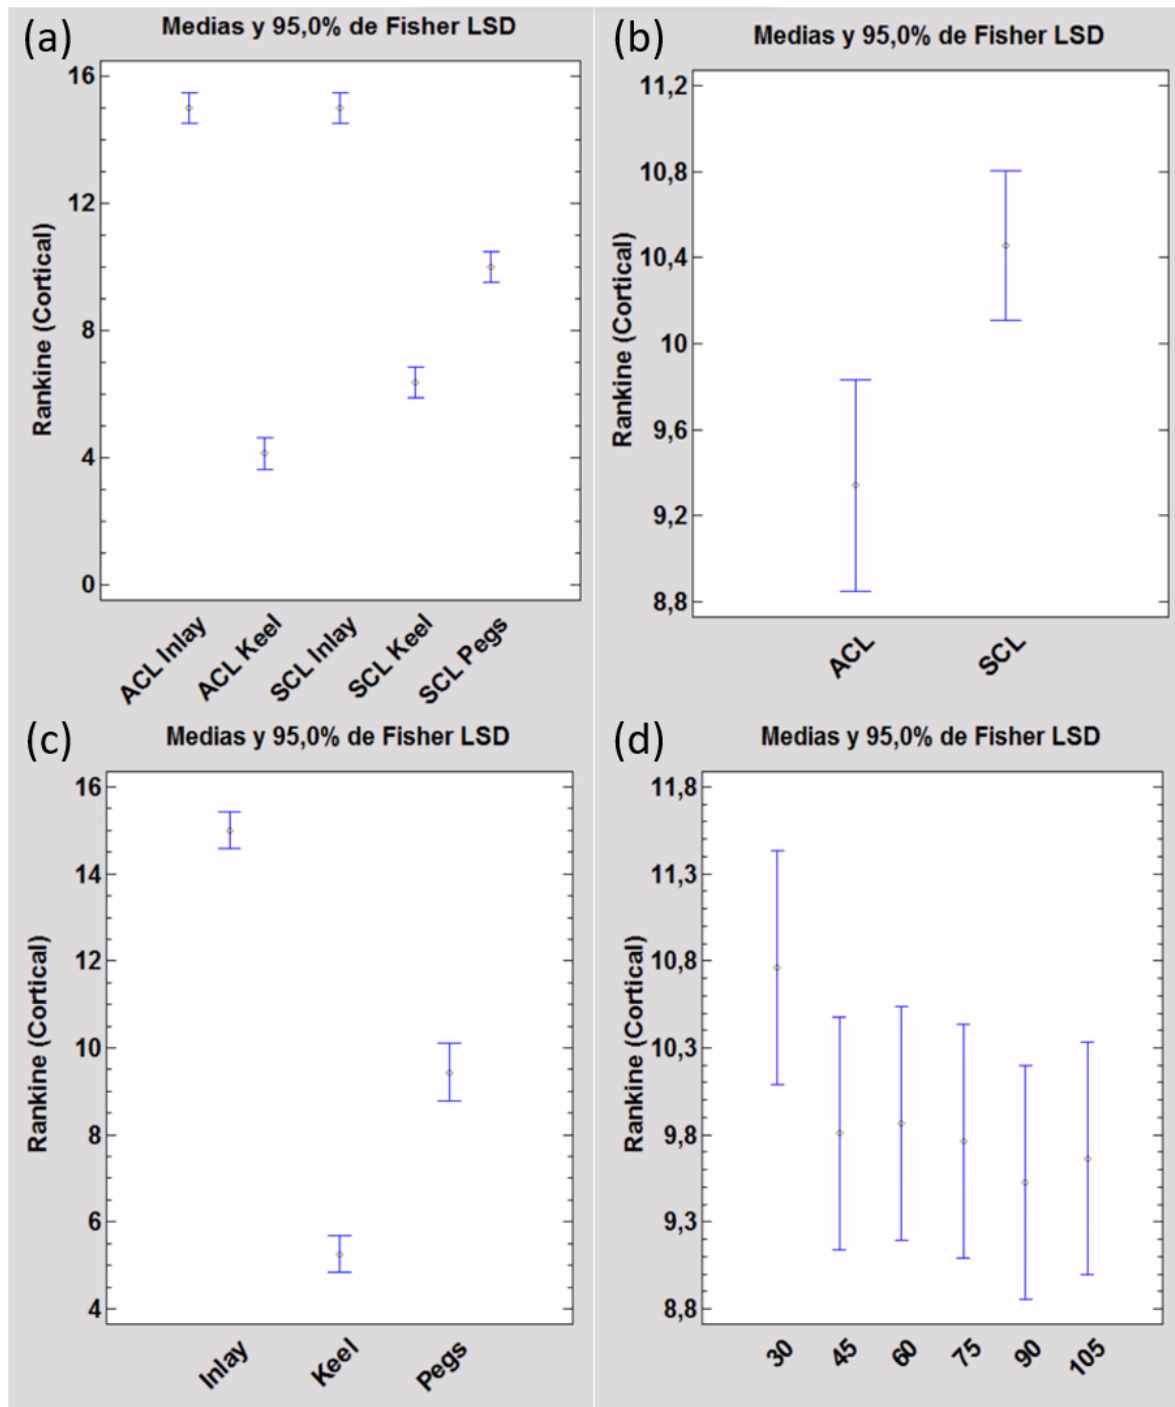 (a)
Medias y 95,0% de Fisher LSD
Rankine (Cortical)
16
12
8
4
0
ACL Inlay
ACL Keel
SCL Inlay
SCL Keel
SCL Pegs
(b)
Medias y 95,0% de Fisher LSD
Rankine (Cortical)
11,2
10,8
10,4
10
9,6
9,2
8,8
ACL
SCL
(c)
Medias y 95,0% de Fisher LSD
Rankine (Cortical)
16
14
12
10
8
6
4
Inlay
Keel
Pegs
(d)
Medias y 95,0% de Fisher LSD
Rankine (Cortical)
11,8
11,3
10,8
10,3
9,8
9,3
8,8
30
45
60
75
90
105